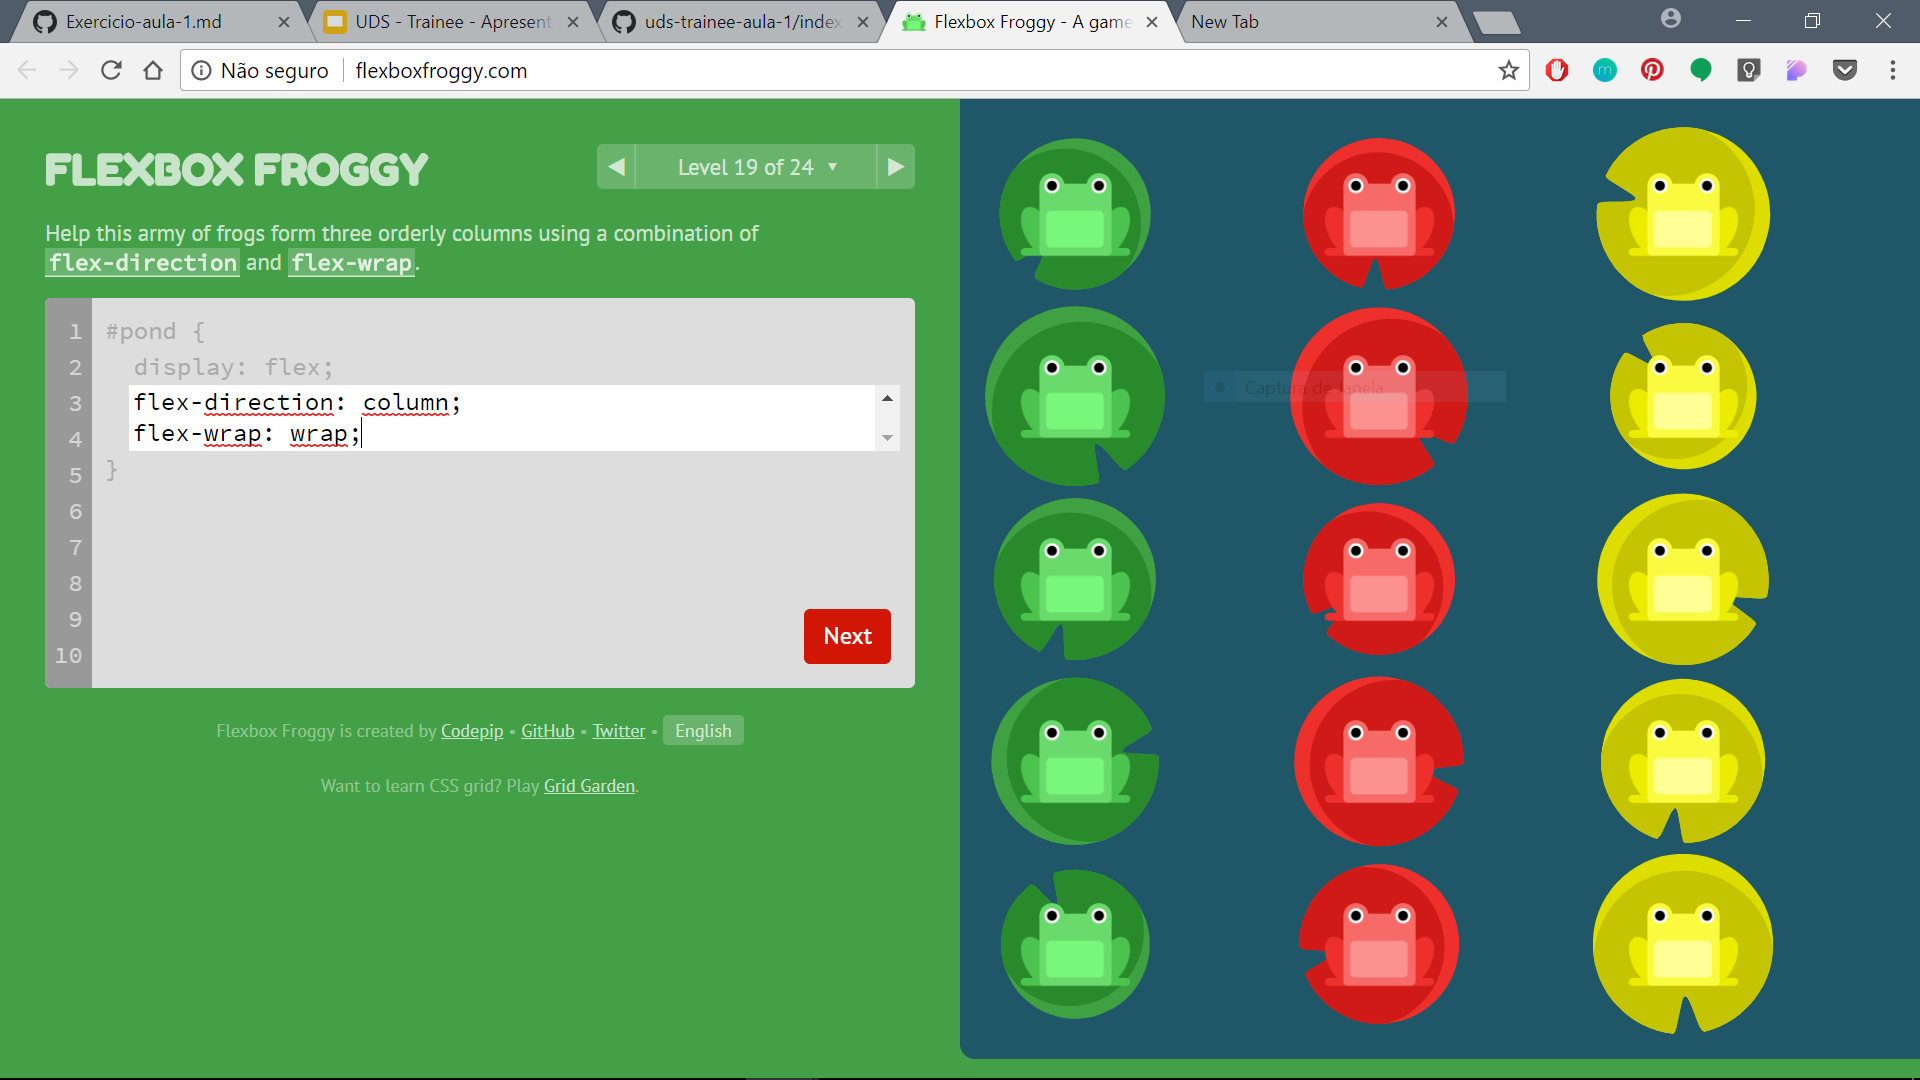 Exercicio-aula-1.md
UDS - Trainee - Apresent
uds-trainee-aula-1/index
Flexbox Froggy - A game
New Tab
Não seguro
flexboxfroggy.com
m
FLEXBOX FROGGY
Level 19 of 24 ▼
Help this army of frogs form three orderly columns using a combination of
flex-direction and flex-wrap.
1 #pond {
2 display: flex;
3 flex-direction: column;
4 flex-wrap: wrap;
5 }
6
7
8
9
10
Next
Captura de Janela
Flexbox Froggy is created by Codepip • GitHub • Twitter • English
Want to learn CSS grid? Play Grid Garden.